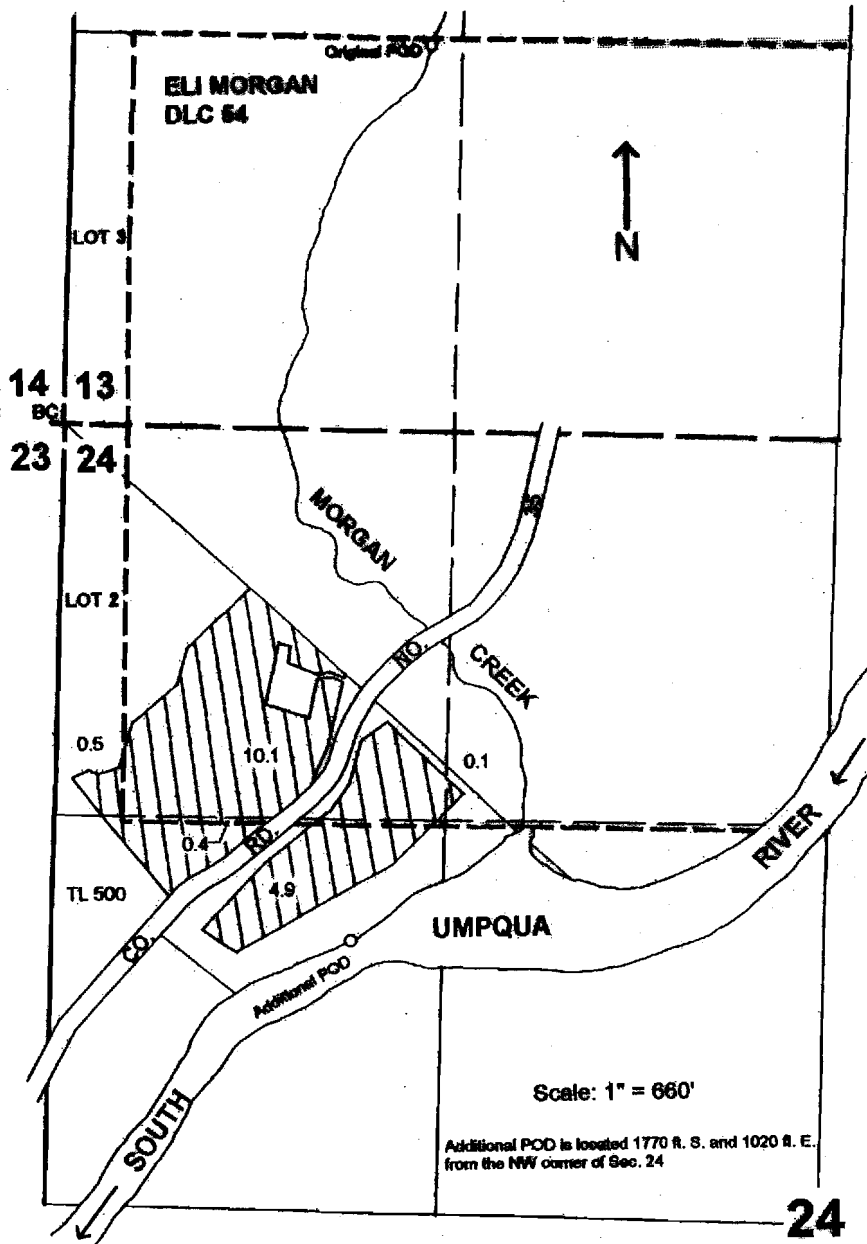 Original POD
ELI MORGAN
DLC 54
N
LOT 3
14 13
BC
23 24
MORGAN
35
LOT 2
NO.
CREEK
0.5
10.1
0.1
0.4
RD.
RIVER
TL 500
4.9
UMPQUA
CO.
Additional POD
Scale: 1" = 660'
SOUTH
Additional POD is located 1770 ft. S. and 1020 ft. E.
from the NW corner of Sec. 24
24